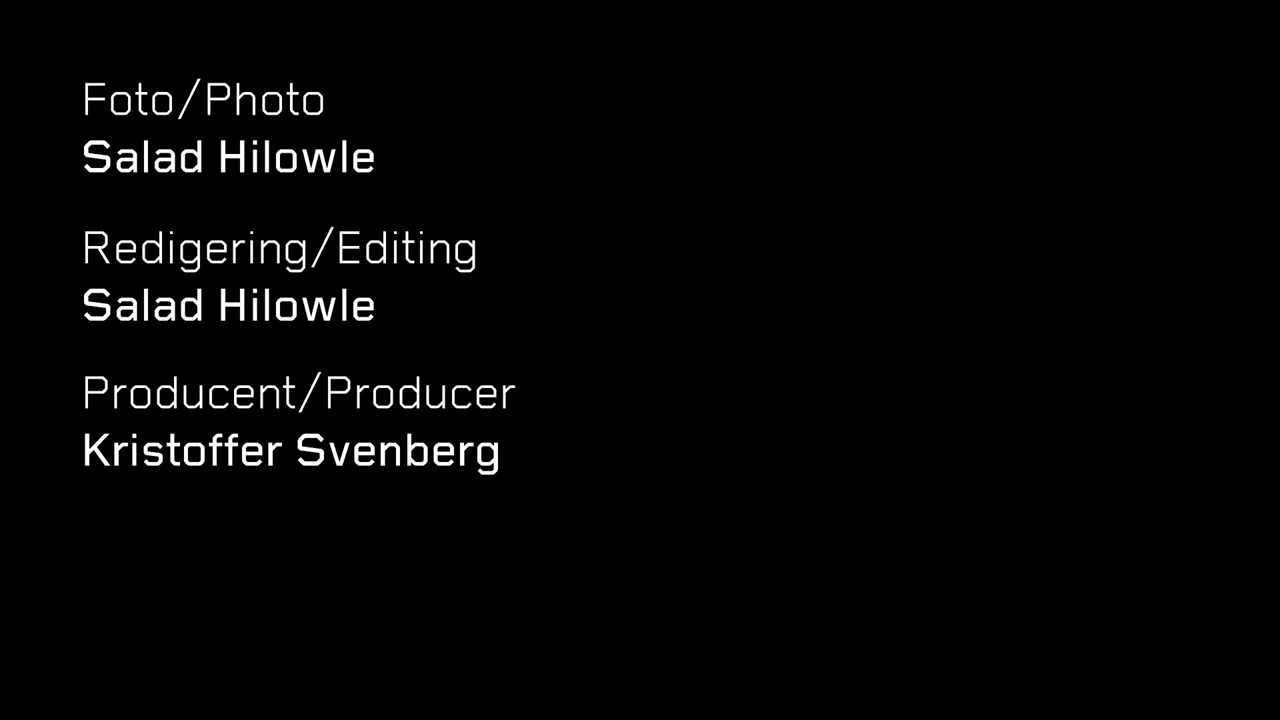 Foto/Photo
Salad Hilowle
Redigering/Editing
Salad Hilowle
Producent/Producer
Kristoffer Svenberg